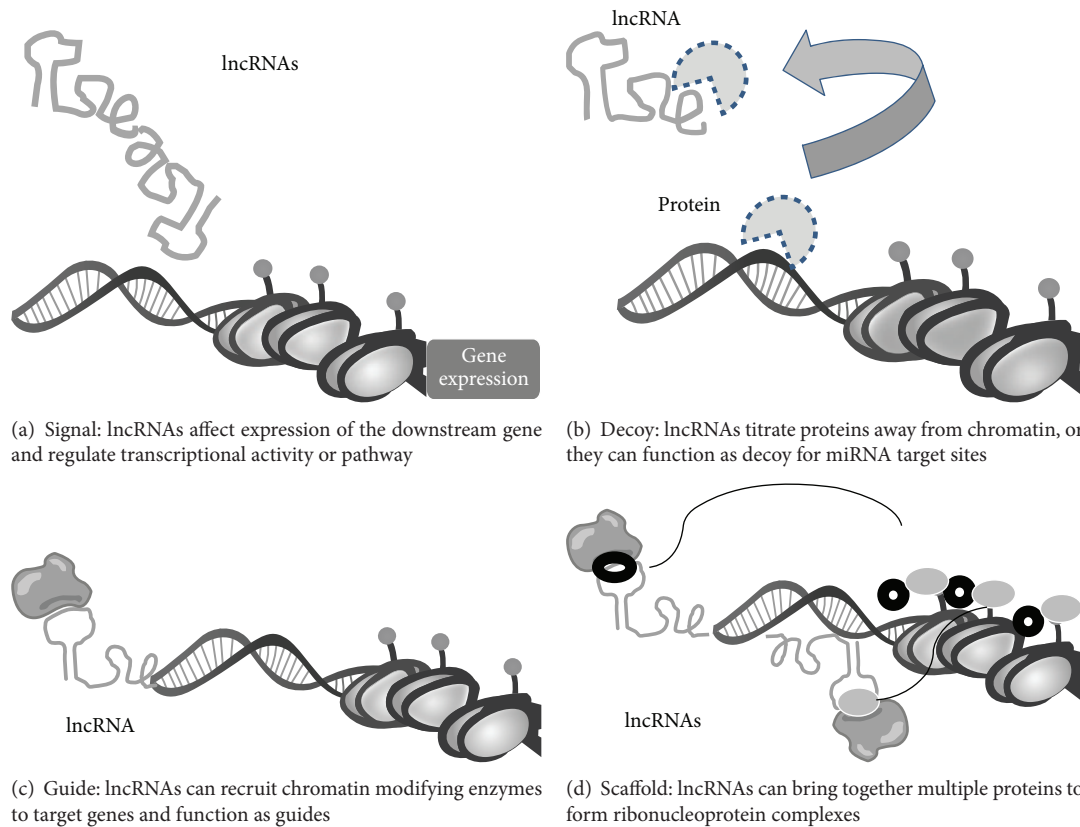 lncRNAs
Gene
expression
(a) Signal: lncRNAs affect expression of the downstream gene
and regulate transcriptional activity or pathway
lncRNA
Protein
(b) Decoy: lncRNAs titrate proteins away from chromatin, or
they can function as decoy for miRNA target sites
lncRNA
(c) Guide: lncRNAs can recruit chromatin modifying enzymes
to target genes and function as guides
lncRNAs
(d) Scaffold: lncRNAs can bring together multiple proteins to
form ribonucleoprotein complexes